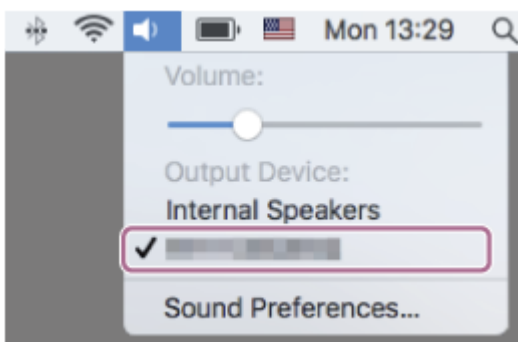 Mon 13:29
Volume:
Output Device:
Internal Speakers
Sound Preferences...